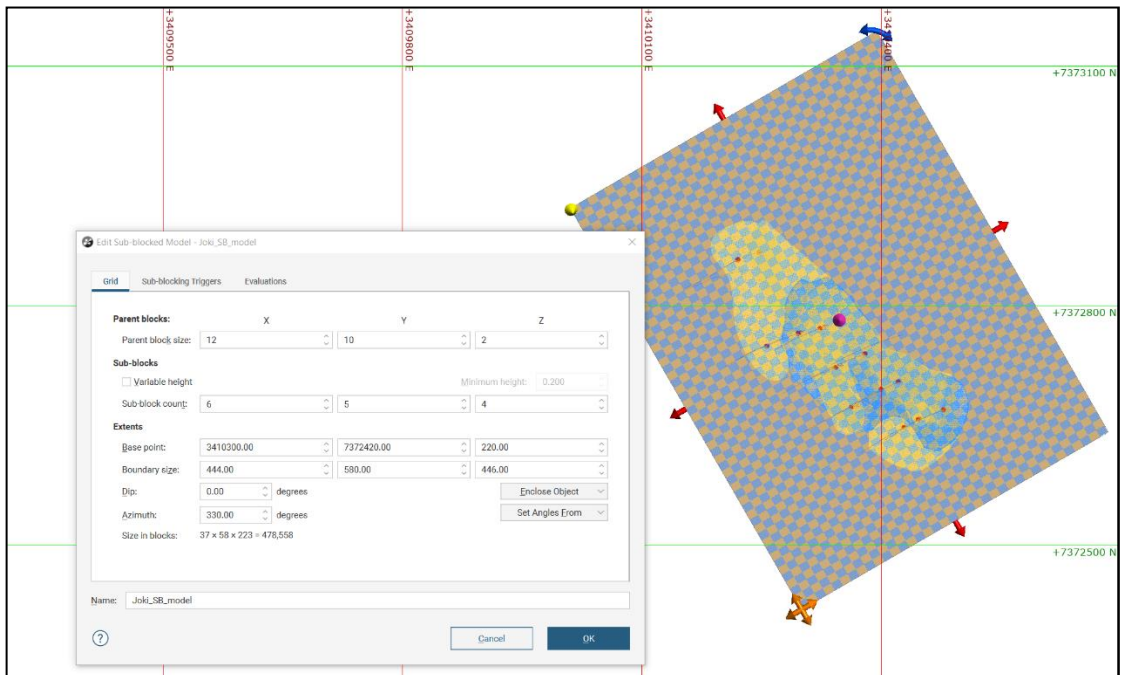 +3409500 E
+3409800 E
+3410100 E
+7373100 N
+7372800 N
+7372500 N
Edit Sub-blocked Model - Joki_SB_model
Grid Sub-blocking Triggers Evaluations
Parent blocks: X Y Z
Parent block size: 12 10 2
Sub-blocks
Variable height Minimum height: 0.200
Sub-block count: 6 5 4
Extents
Base point: 3410300.00 7372420.00 220.00
Boundary size: 444.00 580.00 446.00
Dip: 0.00 degrees Enclose Object
Azimuth: 330.00 degrees Set Angles From
Size in blocks: 37 × 58 × 223 = 478,558
Name: Joki_SB_model
? Cancel OK